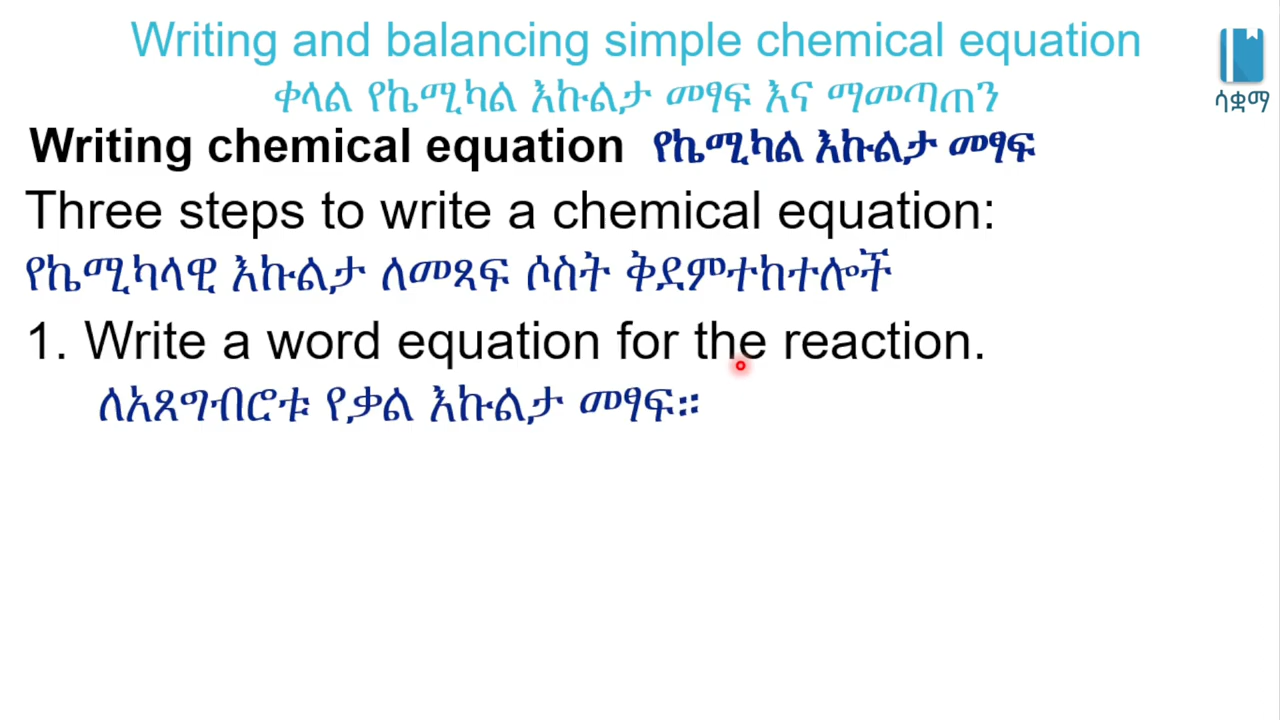 Writing and balancing simple chemical equation
ቀላል የኬሚካል እኩልታ መፃፍ እና ማመጣጠን
ሳቋማ
Writing chemical equation የኬሚካል እኩልታ መፃፍ
Three steps to write a chemical equation:
የኬሚካላዊ እኩልታ ለመጻፍ ሶስት ቅደምተከተሎች
1. Write a word equation for the reaction.
ለአጸግብሮቱ የቃል እኩልታ መፃፍ።